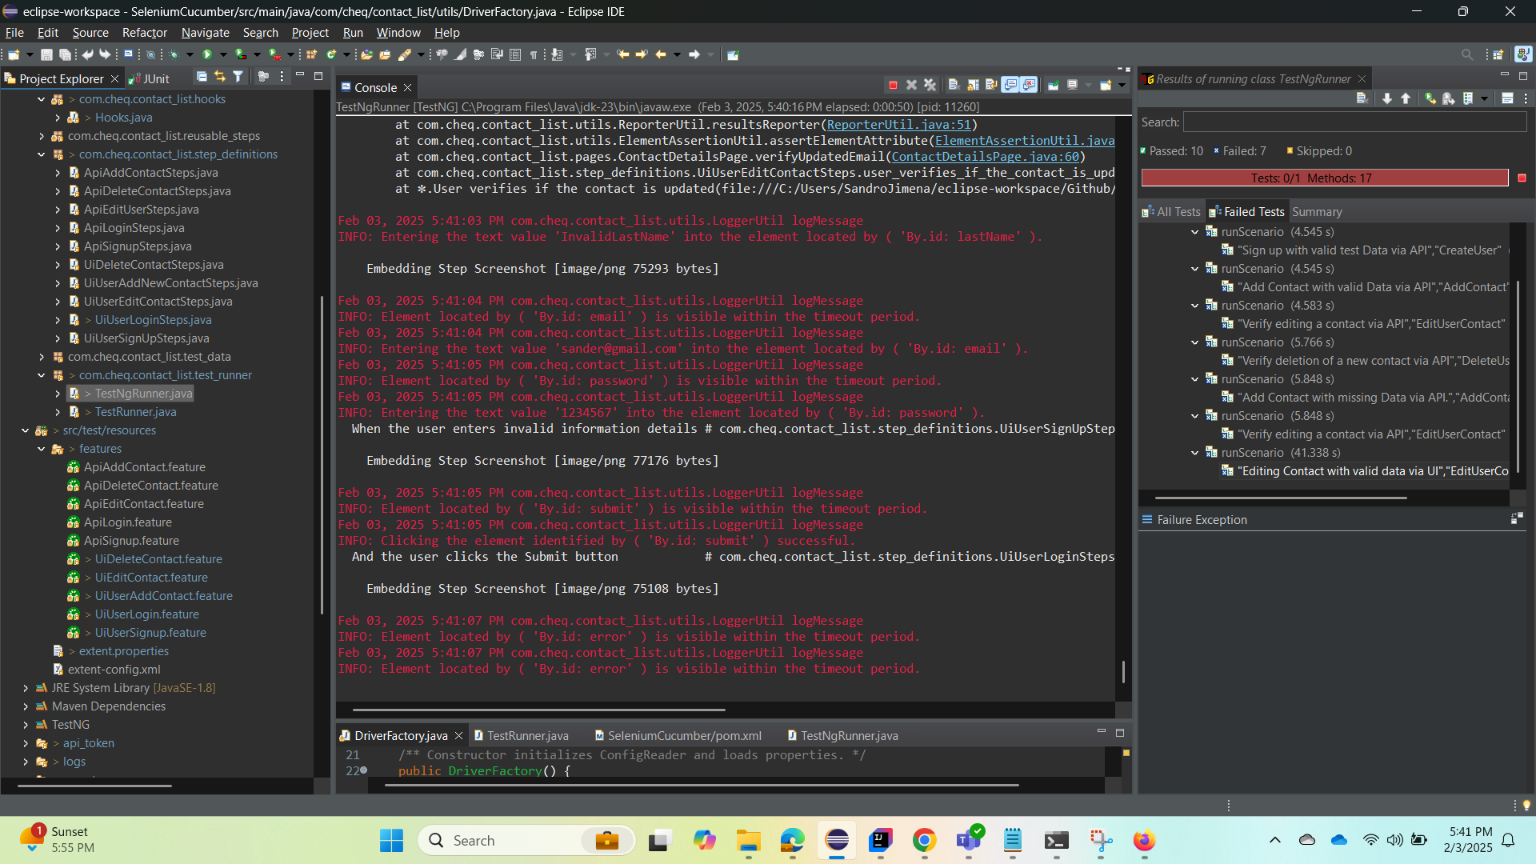 eclipse-workspace - SeleniumCucumber/src/main/java/com/cheq/contact_list/utils/DriverFactory.java - Eclipse IDE
File Edit Source Refactor Navigate Search Project Run Window Help
Project Explorer
JUnit
> com.cheq.contact_list.hooks
> Hooks.java
com.cheq.contact_list.reusable_steps
> com.cheq.contact_list.step_definitions
ApiAddContactSteps.java
ApiDeleteContactSteps.java
ApiEditUserSteps.java
ApiLoginSteps.java
ApiSignupSteps.java
UiDeleteContactSteps.java
UiUserAddNewContactSteps.java
UiUserEditContactSteps.java
> UiUserLoginSteps.java
UiUserSignUpSteps.java
com.cheq.contact_list.test_data
> com.cheq.contact_list.test_runner
> TestNgRunner.java
> TestRunner.java
> src/test/resources
> features
ApiAddContact.feature
ApiDeleteContact.feature
ApiEditContact.feature
ApiLogin.feature
ApiSignup.feature
> UiDeleteContact.feature
> UiEditContact.feature
> UiUserAddContact.feature
> UiUserLogin.feature
> UiUserSignup.feature
> extent.properties
extent-config.xml
JRE System Library [JavaSE-1.8]
Maven Dependencies
TestNG
> api_token
> logs
Console
TestNgRunner [TestNG] C:\Program Files\Java\jdk-23\bin\javaw.exe (Feb 3, 2025, 5:40:16 PM elapsed: 0:00:50) [pid: 11260]
at com.cheq.contact_list.utils.ReporterUtil.resultsReporter(ReporterUtil.java:51)
at com.cheq.contact_list.utils.ElementAssertionUtil.assertElementAttribute(ElementAssertionUtil.java
at com.cheq.contact_list.pages.ContactDetailsPage.verifyUpdatedEmail(ContactDetailsPage.java:60)
at com.cheq.contact_list.step_definitions.UiUserEditContactSteps.user_verifies_if_the_contact_is_upd
at ✽.User verifies if the contact is updated(file:///C:/Users/SandroJimena/eclipse-workspace/Github/
Feb 03, 2025 5:41:03 PM com.cheq.contact_list.utils.LoggerUtil logMessage
INFO: Entering the text value 'InvalidLastName' into the element located by ( 'By.id: lastName' ).
Embedding Step Screenshot [image/png 75293 bytes]
Feb 03, 2025 5:41:04 PM com.cheq.contact_list.utils.LoggerUtil logMessage
INFO: Element located by ( 'By.id: email' ) is visible within the timeout period.
Feb 03, 2025 5:41:04 PM com.cheq.contact_list.utils.LoggerUtil logMessage
INFO: Entering the text value 'sander@gmail.com' into the element located by ( 'By.id: email' ).
Feb 03, 2025 5:41:05 PM com.cheq.contact_list.utils.LoggerUtil logMessage
INFO: Element located by ( 'By.id: password' ) is visible within the timeout period.
Feb 03, 2025 5:41:05 PM com.cheq.contact_list.utils.LoggerUtil logMessage
INFO: Entering the text value '1234567' into the element located by ( 'By.id: password' ).
When the user enters invalid information details # com.cheq.contact_list.step_definitions.UiUserSignUpStep
Embedding Step Screenshot [image/png 77176 bytes]
Feb 03, 2025 5:41:05 PM com.cheq.contact_list.utils.LoggerUtil logMessage
INFO: Element located by ( 'By.id: submit' ) is visible within the timeout period.
Feb 03, 2025 5:41:05 PM com.cheq.contact_list.utils.LoggerUtil logMessage
INFO: Clicking the element identified by ( 'By.id: submit' ) successful.
And the user clicks the Submit button # com.cheq.contact_list.step_definitions.UiUserLoginSteps
Embedding Step Screenshot [image/png 75108 bytes]
Feb 03, 2025 5:41:07 PM com.cheq.contact_list.utils.LoggerUtil logMessage
INFO: Element located by ( 'By.id: error' ) is visible within the timeout period.
Feb 03, 2025 5:41:07 PM com.cheq.contact_list.utils.LoggerUtil logMessage
INFO: Element located by ( 'By.id: error' ) is visible within the timeout period.
DriverFactory.java
TestRunner.java
SeleniumCucumber/pom.xml
TestNgRunner.java
21 /** Constructor initializes ConfigReader and loads properties. */
22 public DriverFactory() {
Results of running class TestNgRunner
Search:
Passed: 10 Failed: 7 Skipped: 0
Tests: 0/1 Methods: 17
All Tests Failed Tests Summary
runScenario (4.545 s)
"Sign up with valid test Data via API","CreateUser"
runScenario (4.545 s)
"Add Contact with valid Data via API","AddContact"
runScenario (4.583 s)
"Verify editing a contact via API","EditUserContact"
runScenario (5.766 s)
"Verify deletion of a new contact via API","DeleteUs
runScenario (5.848 s)
"Add Contact with missing Data via API.","AddConta
runScenario (5.848 s)
"Verify editing a contact via API","EditUserContact"
runScenario (41.338 s)
"Editing Contact with valid data via UI","EditUserCo
Failure Exception
1
Sunset
5:55 PM
Search
5:41 PM
2/3/2025